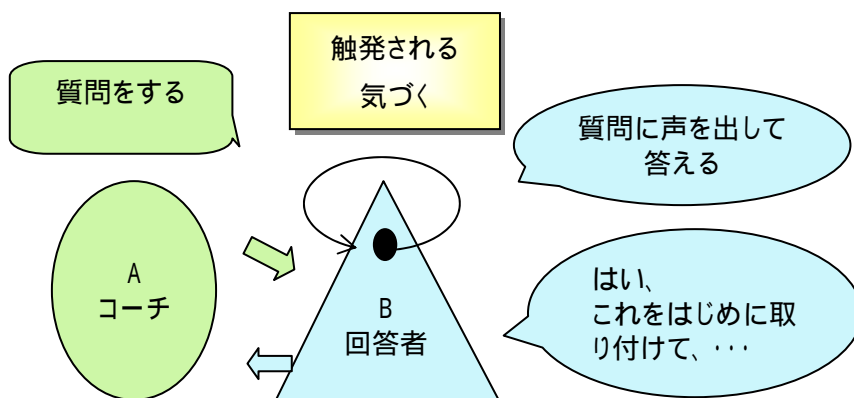 触発される
気づく
質問をする
質問に声を出して
答える
A
コーチ
B
回答者
はい、
これをはじめに取
り付けて、・・・